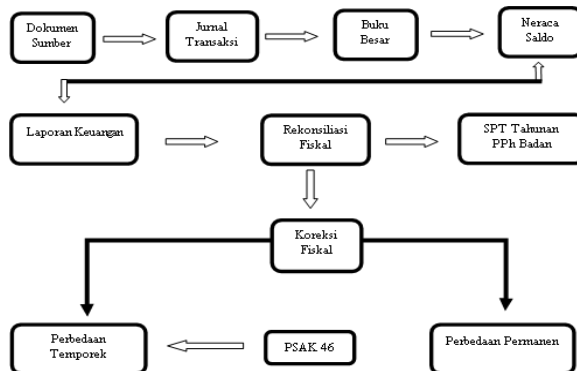 Dokumen
Sumber
Jurnal
Transaksi
Buku
Besar
Neraca
Saldo
Laporan Keuangan
Rekonsiliasi
Fiskal
SPT Tahunan
PPh Badan
Koreksi
Fiskal
Perbedaan
Temporek
PSAK 46
Perbedaan Permanen